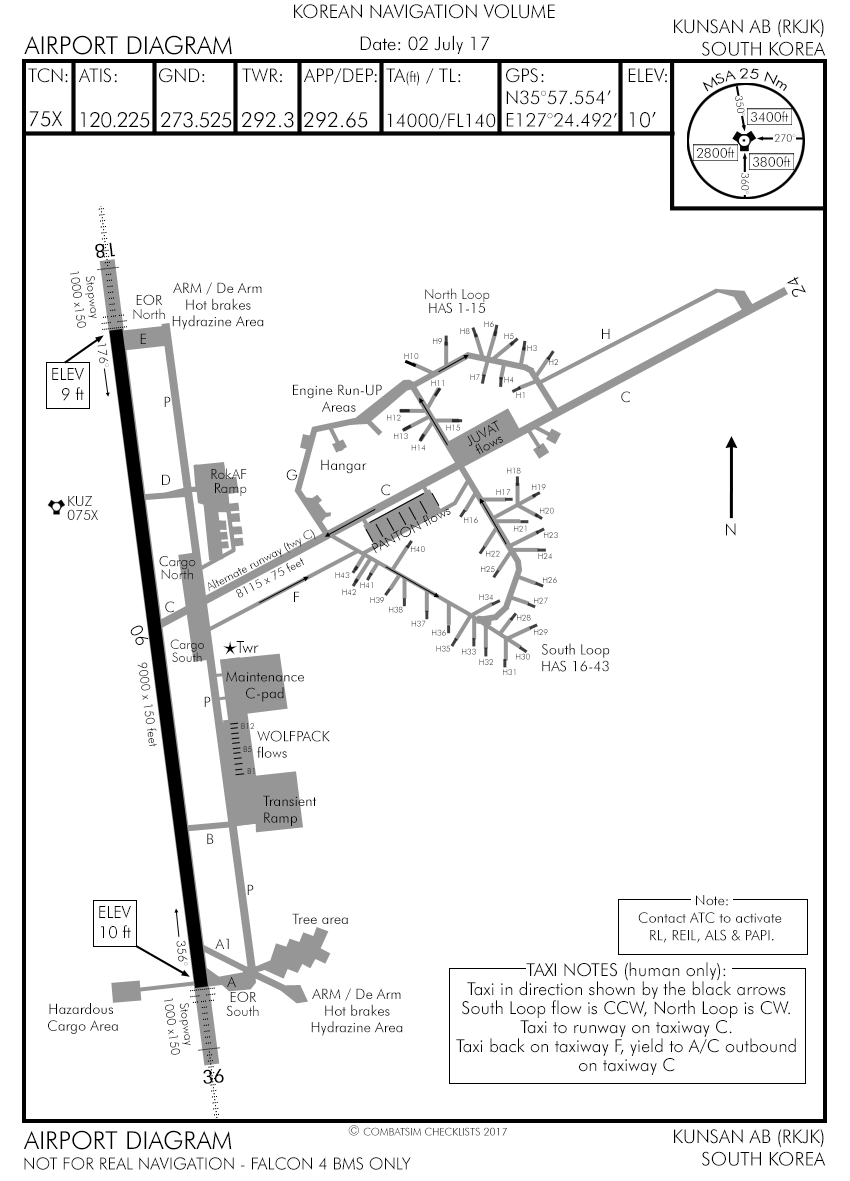 KOREAN NAVIGATION VOLUME
AIRPORT DIAGRAM
Date: 02 July 17
KUNSAN AB (RKJK)
SOUTH KOREA
TCN:
75X
ATIS:
120.225
GND:
273.525
TWR:
292.3
APP/DEP:
292.65
TA(ft) / TL:
14000/FL140
GPS:
N35°57.554'
E127°24.492'
ELEV:
10'
MSA 25 Nm
350°
3400ft
270°
2800ft
3800ft
360°
18
Stopway
1000 x150
EOR
North
ARM / De Arm
Hot brakes
Hydrazine Area
E
176°
ELEV
9 ft
P
North Loop
HAS 1-15
24
H
C
H10
H9
H8
H6
H5
H3
H2
H7
H4
H1
H11
H12
H13
H14
H15
Engine Run-UP
Areas
JUVAT
flows
Hangar
G
C
D
RokAF
Ramp
KUZ
075X
PANTON flows
H16
H17
H18
H19
H20
H21
H22
H23
H24
H25
H26
H27
H28
H29
H30
H31
H32
H33
H34
H35
H36
H37
H38
H39
H40
H41
H42
H43
N
Cargo
North
Alternate runway (twy C)
8115 x 75 feet
F
C
06
Cargo
South
Twr
South Loop
HAS 16-43
Maintenance
C-pad
P
9000 x 150 feet
B12
B5
B1
WOLFPACK
flows
Transient
Ramp
B
P
ELEV
10 ft
356°
A1
Tree area
A
EOR
South
Hazardous
Cargo Area
Stopway
1000 x150
ARM / De Arm
Hot brakes
Hydrazine Area
36
Note:
Contact ATC to activate
RL, REIL, ALS & PAPI.
TAXI NOTES (human only):
Taxi in direction shown by the black arrows
South Loop flow is CCW, North Loop is CW.
Taxi to runway on taxiway C.
Taxi back on taxiway F, yield to A/C outbound
on taxiway C
AIRPORT DIAGRAM
NOT FOR REAL NAVIGATION - FALCON 4 BMS ONLY
© COMBATSIM CHECKLISTS 2017
KUNSAN AB (RKJK)
SOUTH KOREA